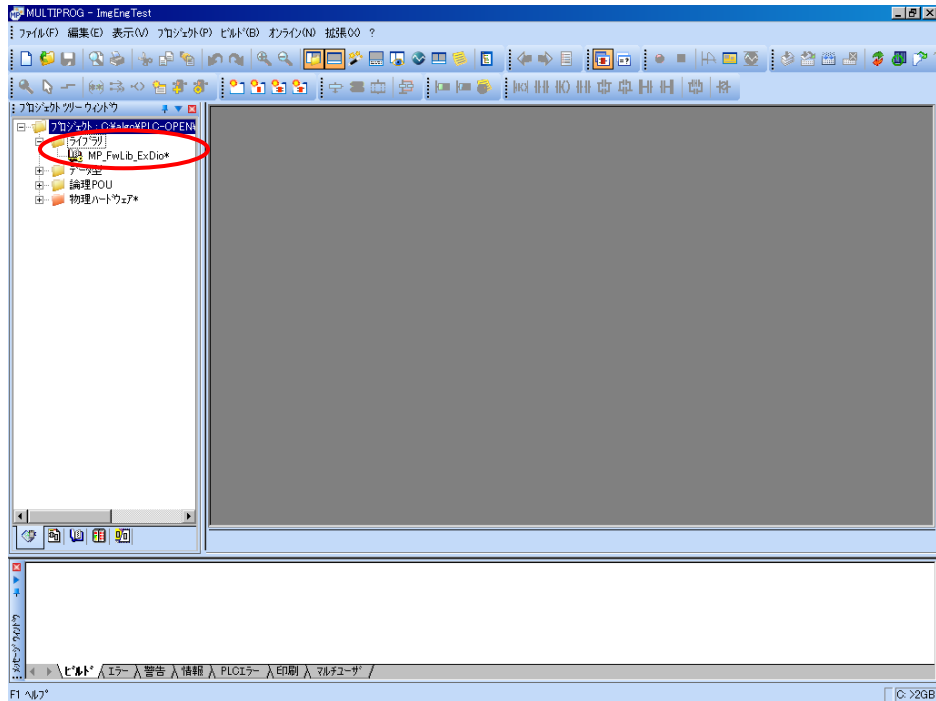 MULTIPROG - ImgEngTest
ﾌｧｲﾙ(F) 編集(E) 表示(V) ﾌﾟﾛｼﾞｪｸﾄ(P) ﾋﾞﾙﾄﾞ(B) ｵﾝﾗｲﾝ(N) 拡張(X) ?
ﾌﾟﾛｼﾞｪｸﾄ ﾂﾘｰ ｳｨﾝﾄﾞｳ
ﾌﾟﾛｼﾞｪｸﾄ : C:¥algo¥PLC-OPEN¥
ﾗｲﾌﾞﾗﾘ
MP_FwLib_ExDio*
ﾃﾞｰﾀ型
論理POU
物理ﾊｰﾄﾞｳｪｱ*
ﾒｯｾｰｼﾞ ｳｨﾝﾄﾞｳ
ﾋﾞﾙﾄﾞ ｴﾗｰ 警告 情報 PLCｴﾗｰ 印刷 ﾏﾙﾁﾕｰｻﾞ
F1 ﾍﾙﾌﾟ
C: >2GB